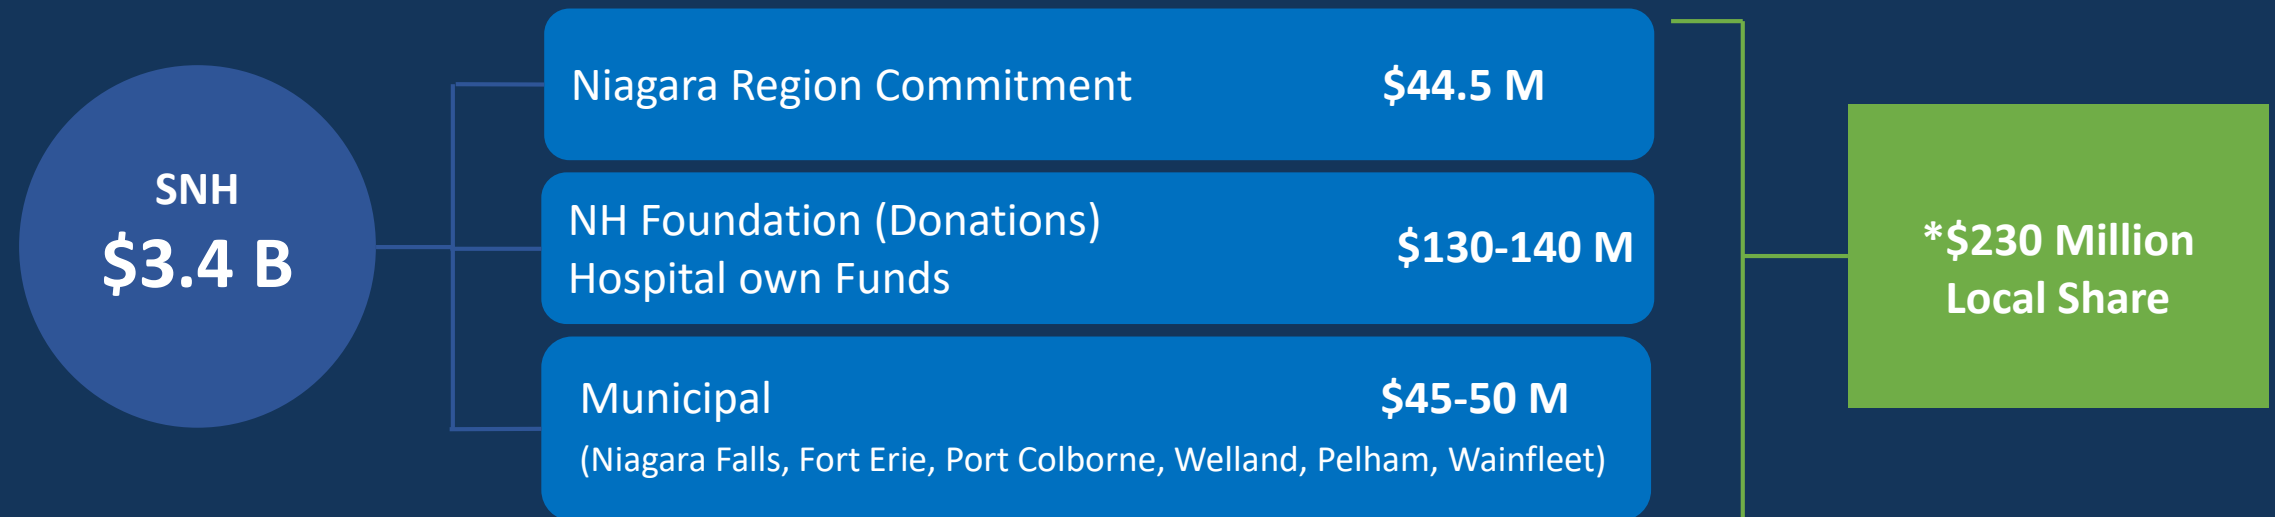 SNH
$3.4 B
Niagara Region Commitment $44.5 M
NH Foundation (Donations)
Hospital own Funds
$130-140 M
Municipal $45-50 M
(Niagara Falls, Fort Erie, Port Colborne, Welland, Pelham, Wainfleet)
*$230 Million
Local Share